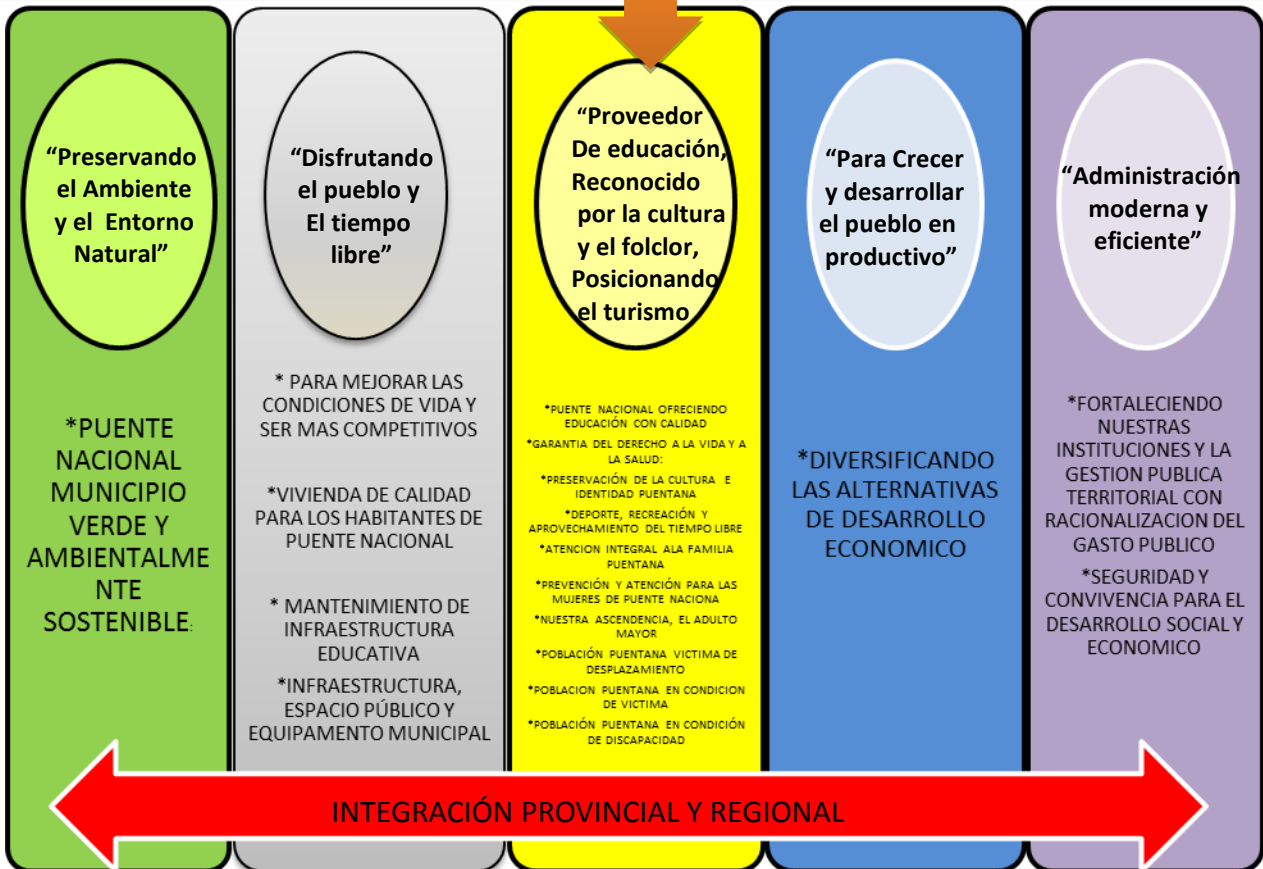 “Preservando
el Ambiente
y el Entorno
Natural”
*PUENTE
NACIONAL
MUNICIPIO
VERDE Y
AMBIENTALME
NTE
SOSTENIBLE:
“Disfrutando
el pueblo y
El tiempo
libre”
* PARA MEJORAR LAS
CONDICIONES DE VIDA Y
SER MAS COMPETITIVOS
*VIVIENDA DE CALIDAD
PARA LOS HABITANTES DE
PUENTE NACIONAL
* MANTENIMIENTO DE
INFRAESTRUCTURA
EDUCATIVA
*INFRAESTRUCTURA,
ESPACIO PÚBLICO Y
EQUIPAMENTO MUNICIPAL
“Proveedor
De educación,
Reconocido
por la cultura
y el folclor,
Posicionando
el turismo
*PUENTE NACIONAL OFRECIENDO
EDUCACIÓN CON CALIDAD
*GARANTIA DEL DERECHO A LA VIDA Y A
LA SALUD:
*PRESERVACIÓN DE LA CULTURA E
IDENTIDAD PUENTANA
*DEPORTE, RECREACIÓN Y
APROVECHAMIENTO DEL TIEMPO LIBRE
*ATENCION INTEGRAL ALA FAMILIA
PUENTANA
*PREVENCIÓN Y ATENCIÓN PARA LAS
MUJERES DE PUENTE NACIONA
*NUESTRA ASCENDENCIA, EL ADULTO
MAYOR
*POBLACIÓN PUENTANA VICTIMA DE
DESPLAZAMIENTO
*POBLACION PUENTANA EN CONDICION
DE VICTIMA
*POBLACIÓN PUENTANA EN CONDICIÓN
DE DISCAPACIDAD
“Para Crecer
y desarrollar
el pueblo en
productivo”
*DIVERSIFICANDO
LAS ALTERNATIVAS
DE DESARROLLO
ECONOMICO
“Administración
moderna y
eficiente”
*FORTALECIENDO
NUESTRAS
INSTITUCIONES Y LA
GESTION PUBLICA
TERRITORIAL CON
RACIONALIZACION DEL
GASTO PUBLICO
*SEGURIDAD Y
CONVIVENCIA PARA EL
DESARROLLO SOCIAL Y
ECONOMICO
INTEGRACIÓN PROVINCIAL Y REGIONAL